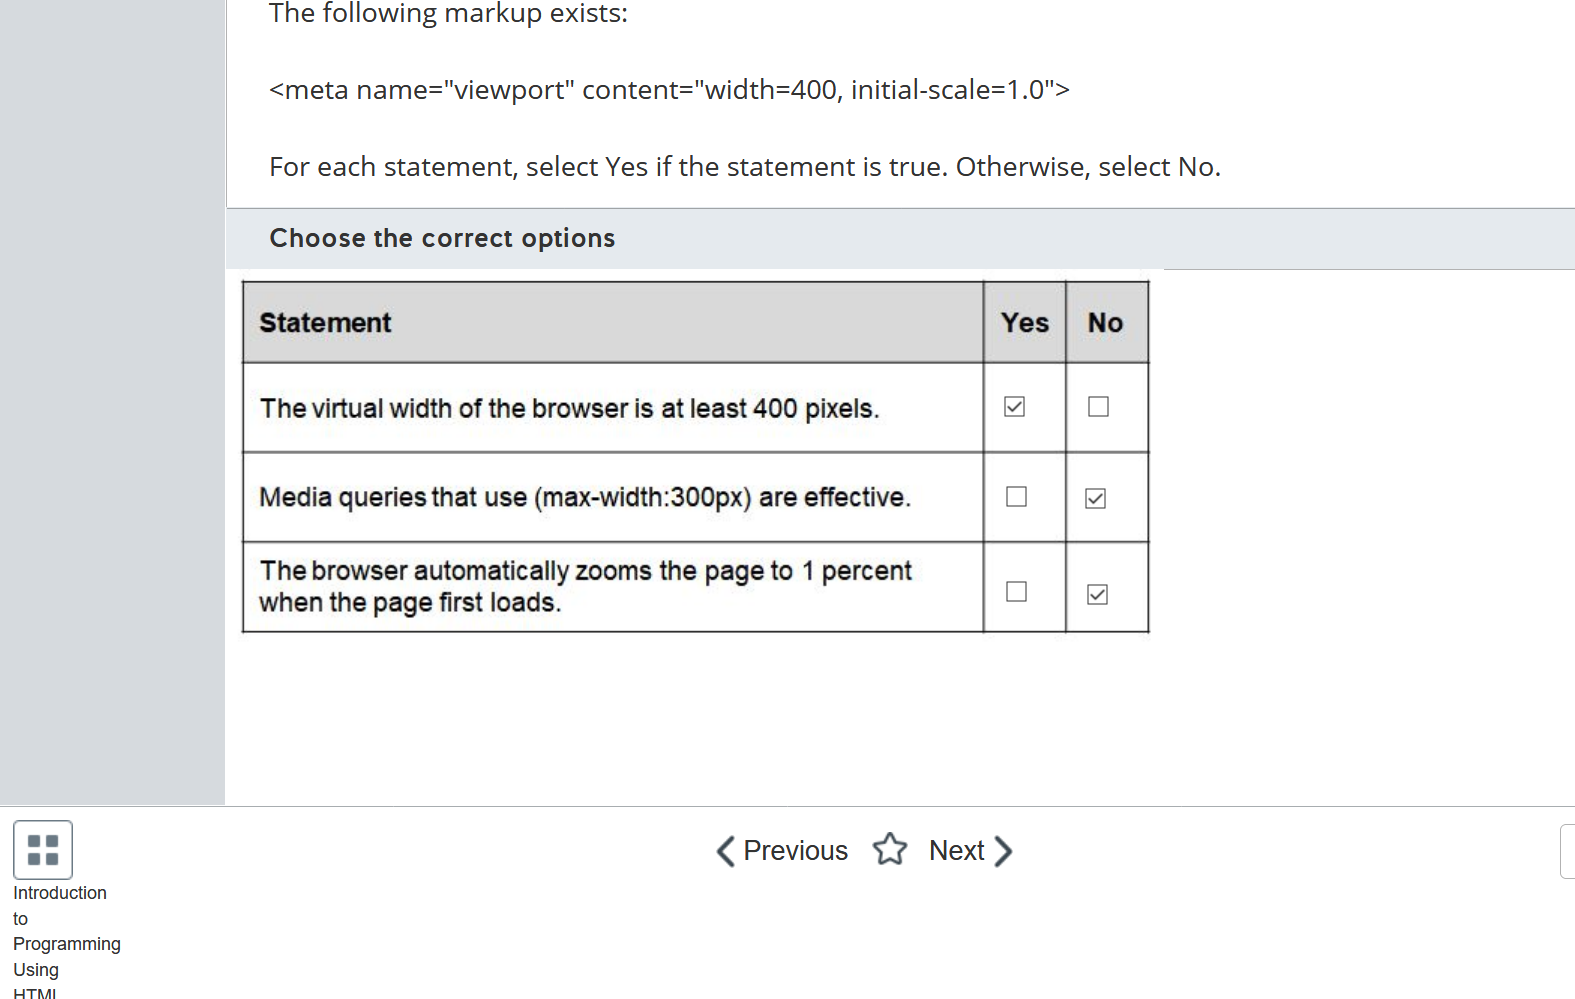 The following markup exists:
<meta name="viewport" content="width=400, initial-scale=1.0">
For each statement, select Yes if the statement is true. Otherwise, select No.
Choose the correct options
Statement Yes No
The virtual width of the browser is at least 400 pixels.
Media queries that use (max-width:300px) are effective.
The browser automatically zooms the page to 1 percent
when the page first loads.
Previous Next
Introduction
to
Programming
Using
HTML